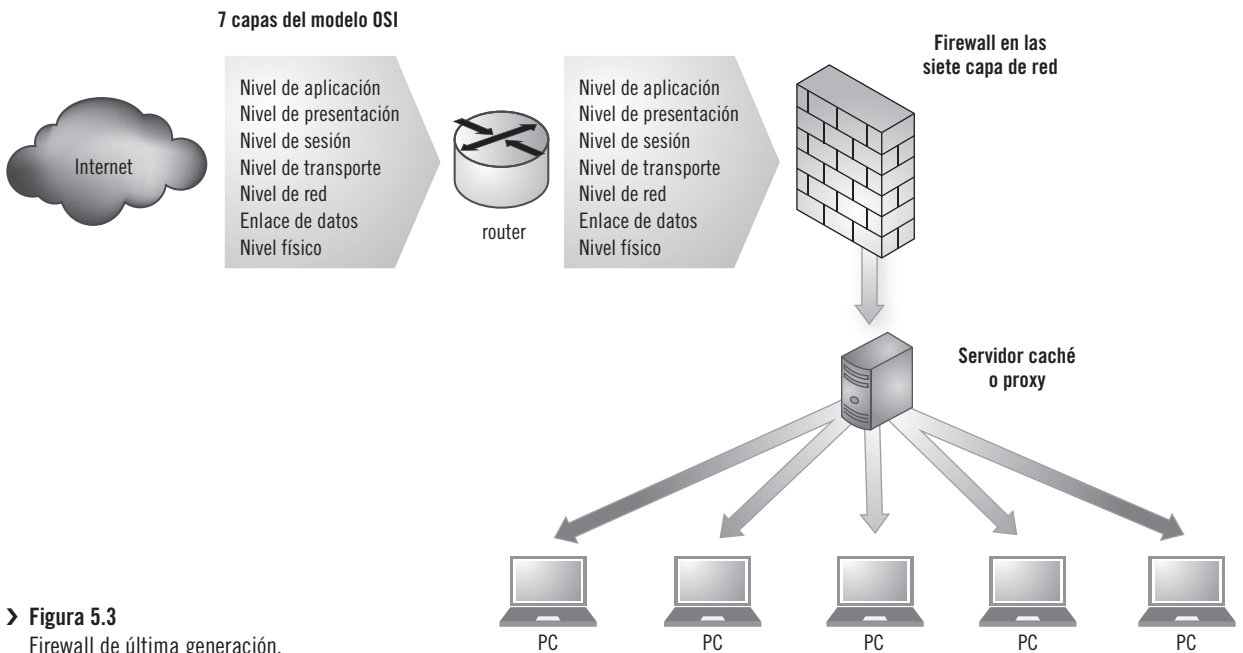 7 capas del modelo OSI
Internet
Nivel de aplicación
Nivel de presentación
Nivel de sesión
Nivel de transporte
Nivel de red
Enlace de datos
Nivel físico
router
Nivel de aplicación
Nivel de presentación
Nivel de sesión
Nivel de transporte
Nivel de red
Enlace de datos
Nivel físico
Firewall en las
siete capa de red
Servidor caché
o proxy
PC
PC
PC
PC
PC
› Figura 5.3
Firewall de última generación.